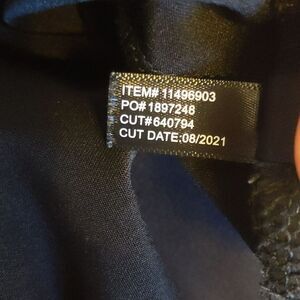 ITEM# 11496903
PO# 1897248
CUT# 640794
CUT DATE:08/2021